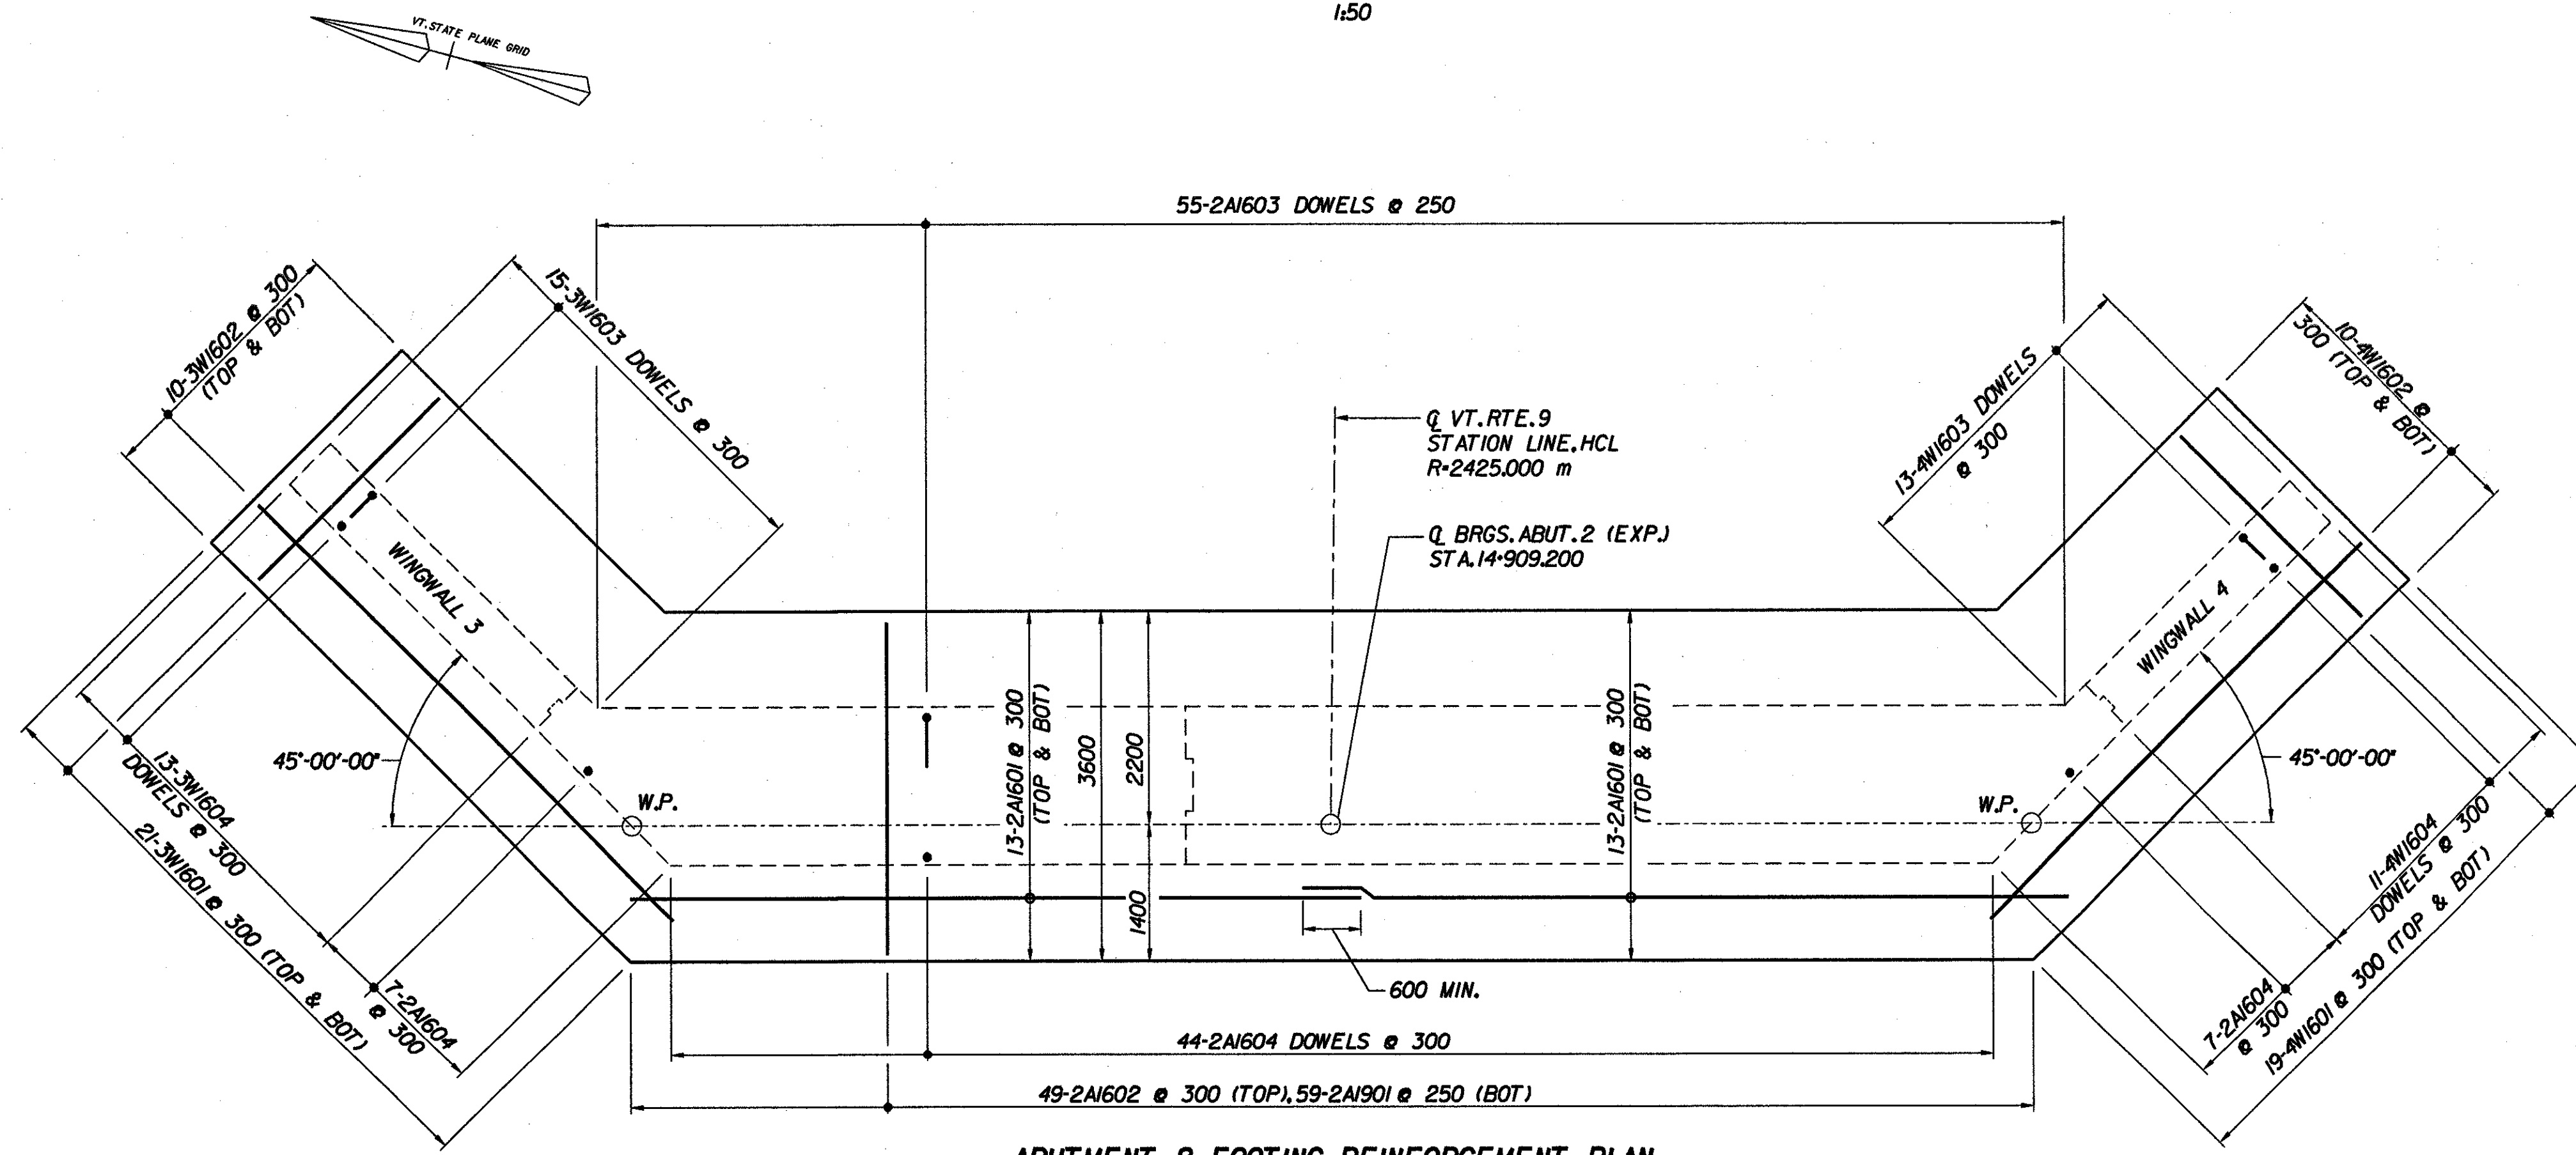 1:50
VT. STATE PLANE GRID
55-2A1603 DOWELS @ 250
10-3W1602 @ 300
(TOP & BOT)
15-3W1603 DOWELS @ 300
13-4W1603 DOWELS
@ 300
10-4W1602 @
300 (TOP & BOT)
℄ VT. RTE. 9
STATION LINE, HCL
R=2425.000 m
℄ BRGS. ABUT. 2 (EXP.)
STA. 14+909.200
WINGWALL 3
WINGWALL 4
13-2A1601 @ 300
(TOP & BOT)
3600
2200
1400
13-2A1601 @ 300
(TOP & BOT)
45°-00'-00"
45°-00'-00"
W.P.
W.P.
13-3W1604
DOWELS @ 300
21-3W1601 @ 300 (TOP & BOT)
7-2A1604
@ 300
11-4W1604
DOWELS @ 300
7-2A1604
@ 300
19-4W1601 @ 300 (TOP & BOT)
600 MIN.
44-2A1604 DOWELS @ 300
49-2A1602 @ 300 (TOP), 59-2A1901 @ 250 (BOT)
ABUTMENT 2 FOOTING REINFORCEMENT PLAN